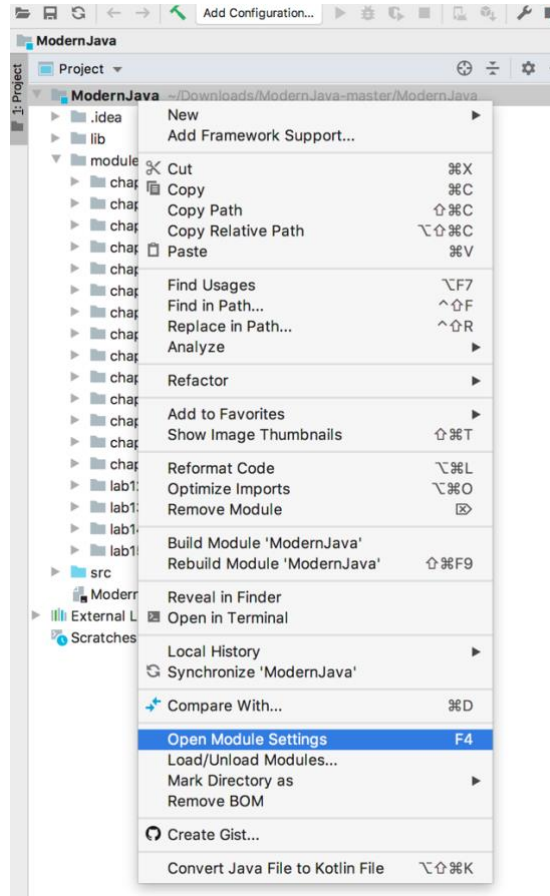 Add Configuration...
ModernJava
1: Project
Project
ModernJava ~/Downloads/ModernJava-master/ModernJava
.idea
lib
module
chap
chap
chap
chap
chap
chap
chap
chap
chap
chap
chap
chap
chap
chap
lab1
lab1
lab14
lab1
src
Modern
External L
Scratches
New
Add Framework Support...
Cut ⌘X
Copy ⌘C
Copy Path ⇧⌘C
Copy Relative Path ⌥⇧⌘C
Paste ⌘V
Find Usages ⌥F7
Find in Path... ^⇧F
Replace in Path... ^⇧R
Analyze
Refactor
Add to Favorites
Show Image Thumbnails ⇧⌘T
Reformat Code ⌥⌘L
Optimize Imports ⌥⌘O
Remove Module ⌦
Build Module 'ModernJava'
Rebuild Module 'ModernJava' ⇧⌘F9
Reveal in Finder
Open in Terminal
Local History
Synchronize 'ModernJava'
Compare With... ⌘D
Open Module Settings F4
Load/Unload Modules...
Mark Directory as
Remove BOM
Create Gist...
Convert Java File to Kotlin File ⌥⇧⌘K